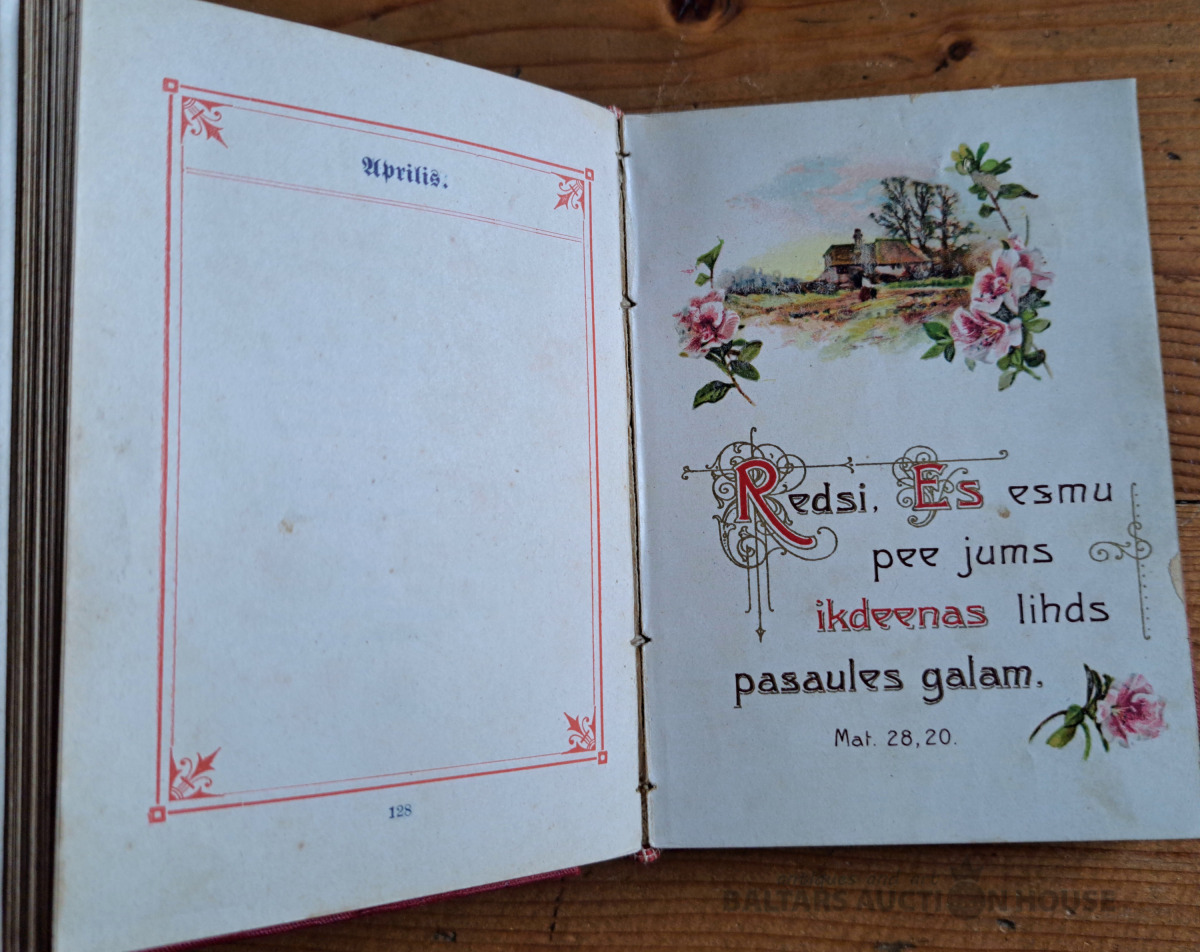 Aprilis.
128
Redsi, Es esmu
pee jums
ikdeenas lihds
pasaules galam.
Mat. 28,20.
BALTARS AUCTION HOUSE